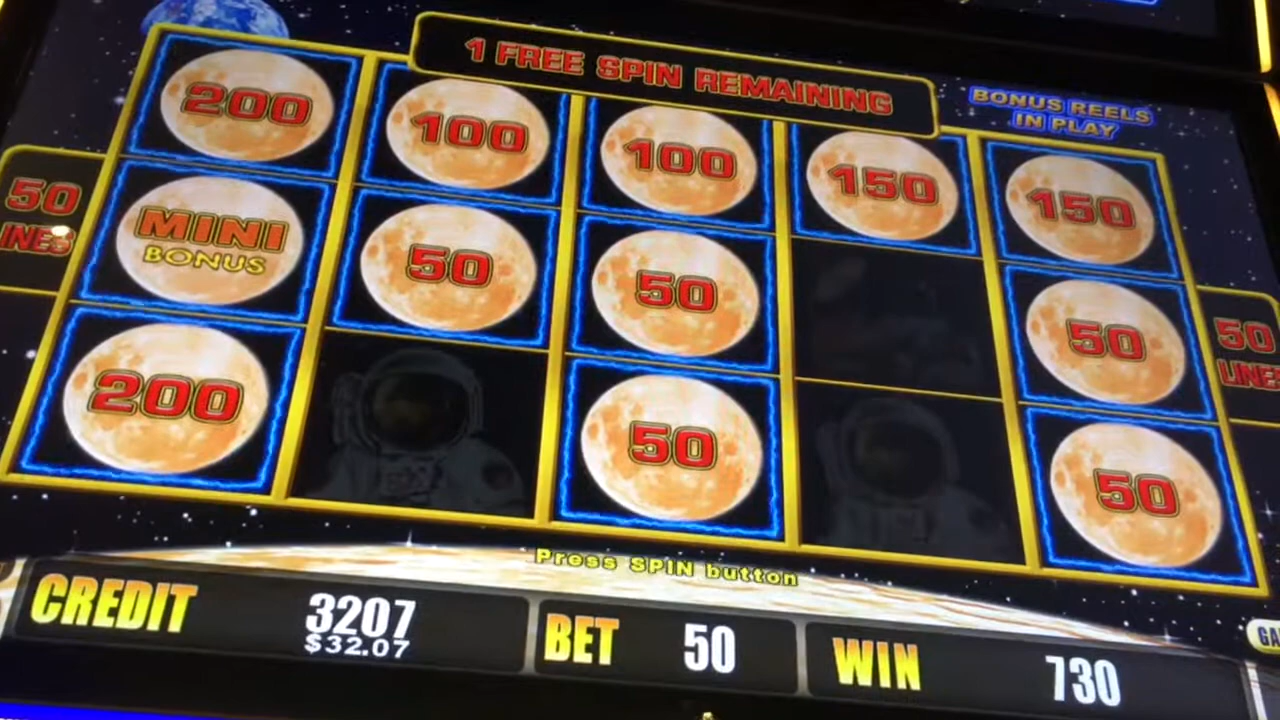 1 FREE SPIN REMAINING
BONUS REELS
IN PLAY
200
100
100
150
150
50
LINES
MINI
BONUS
50
50
50
50
LINES
200
50
50
Press SPIN button
CREDIT
3207
$32.07
BET
50
WIN
730